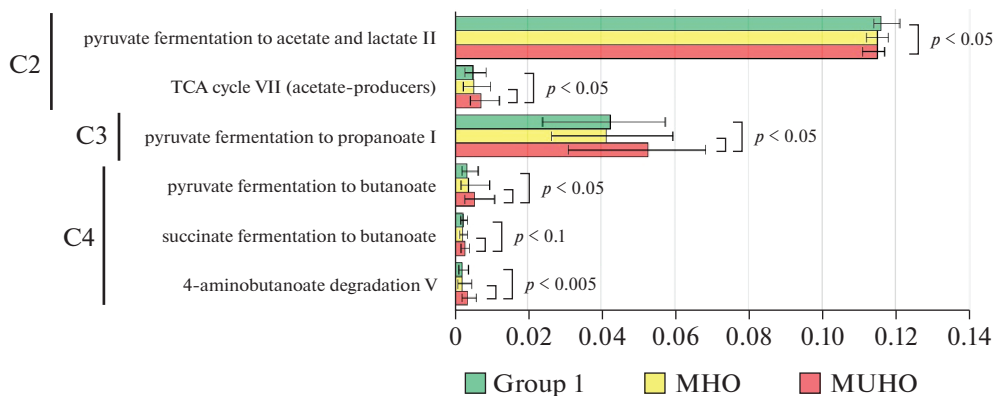 C2
pyruvate fermentation to acetate and lactate II
p < 0.05
TCA cycle VII (acetate-producers)
p < 0.05
C3
pyruvate fermentation to propanoate I
p < 0.05
C4
pyruvate fermentation to butanoate
p < 0.05
succinate fermentation to butanoate
p < 0.1
4-aminobutanoate degradation V
p < 0.005
0 0.02 0.04 0.06 0.08 0.10 0.12 0.14
Group 1 MHO MUHO